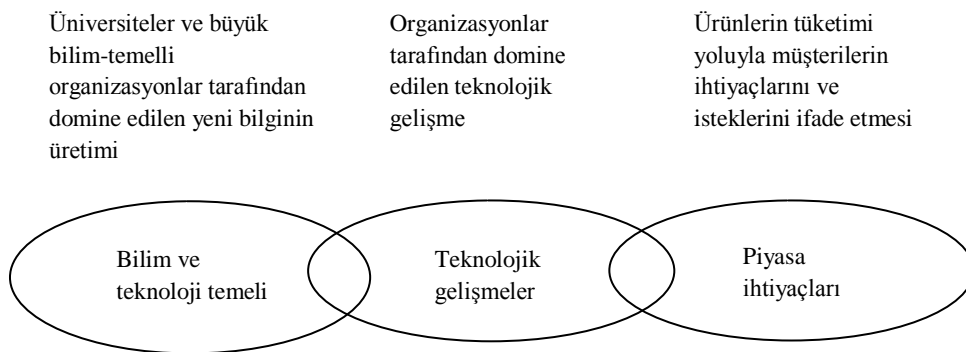 Üniversiteler ve büyük
bilim-temelli
organizasyonlar tarafından
domine edilen yeni bilginin
üretimi
Organizasyonlar
tarafından domine
edilen teknolojik
gelişme
Ürünlerin tüketimi
yoluyla müşterilerin
ihtiyaçlarını ve
isteklerini ifade etmesi
Bilim ve
teknoloji temeli
Teknolojik
gelişmeler
Piyasa
ihtiyaçları